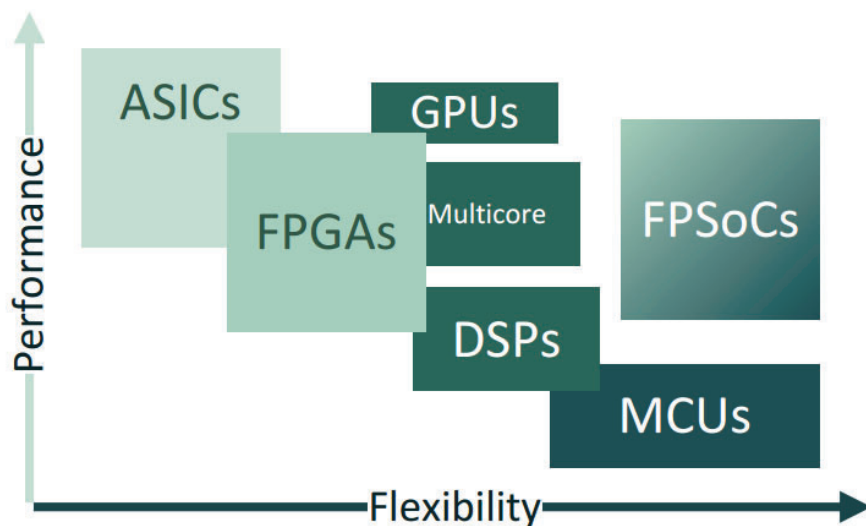 Performance
ASICs
GPUs
FPGAs
Multicore
FPSoCs
DSPs
MCUs
Flexibility